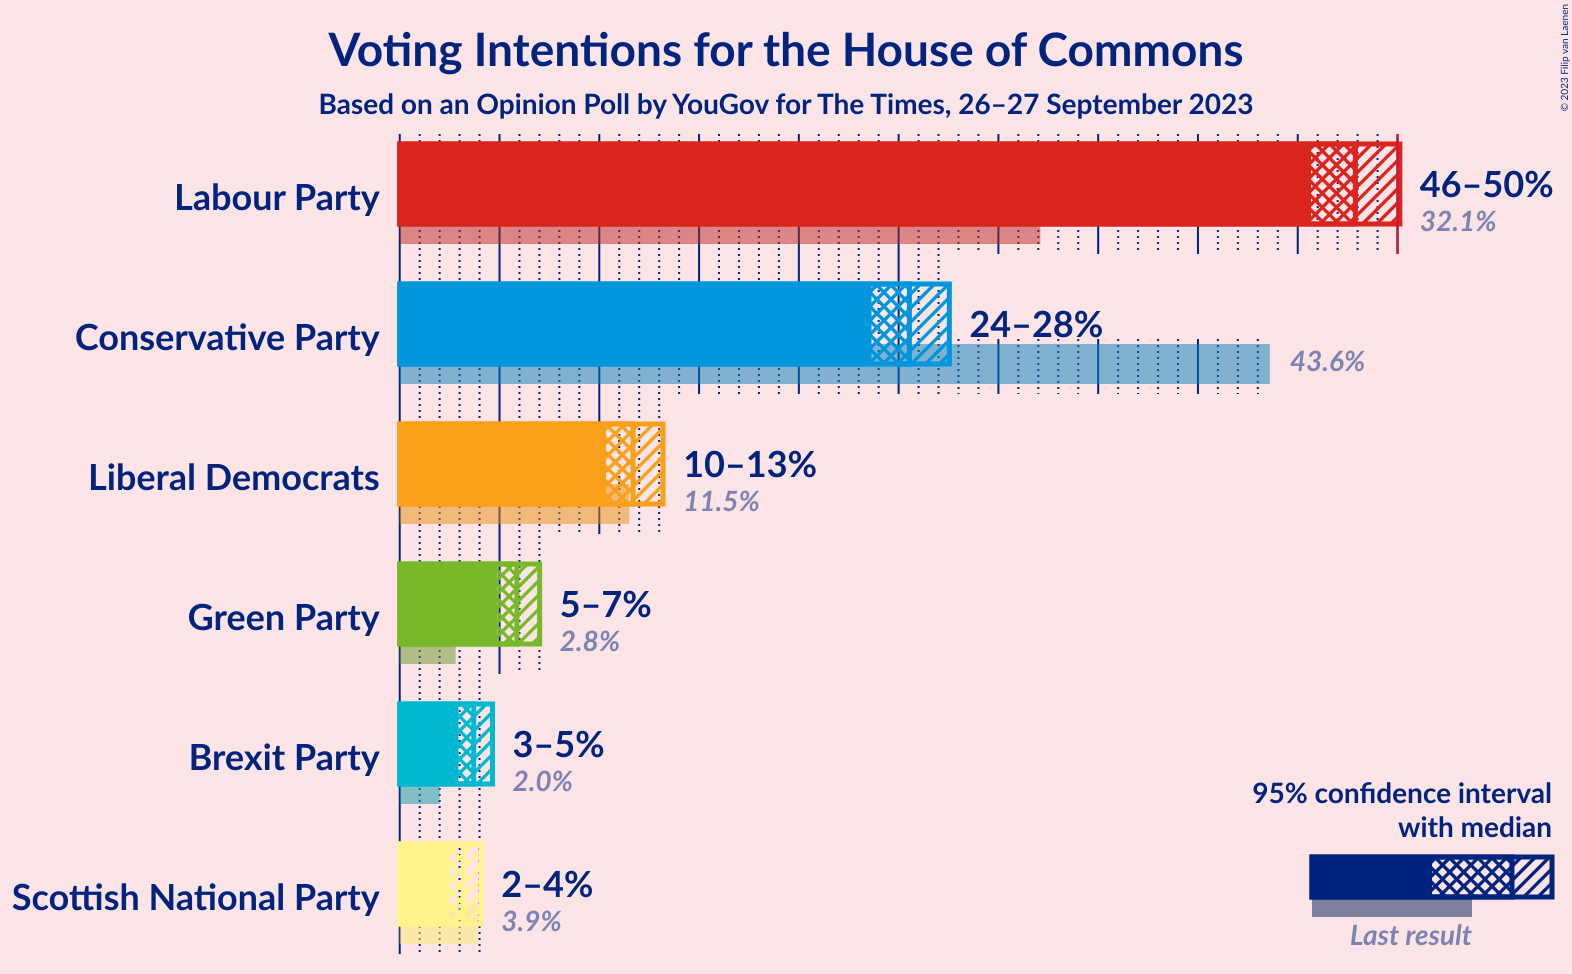 Voting Intentions for the House of Commons
Based on an Opinion Poll by YouGov for The Times, 26–27 September 2023
© 2023 Filip van Laenen
Labour Party
46–50%
32.1%
Conservative Party
24–28%
43.6%
Liberal Democrats
10–13%
11.5%
Green Party
5–7%
2.8%
Brexit Party
3–5%
2.0%
Scottish National Party
2–4%
3.9%
95% confidence interval
with median
Last result